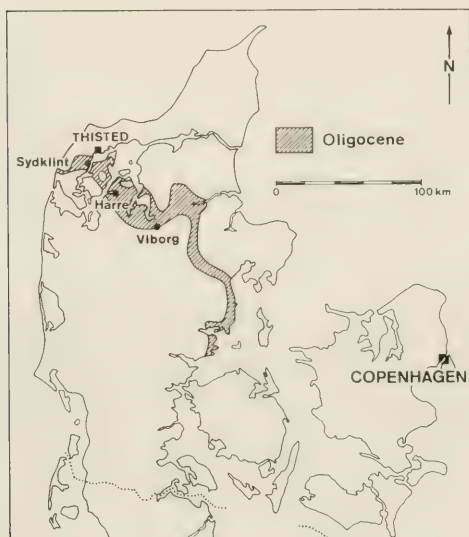 N
THISTED
Sydklint
Oligocene
0 100 km
Harre
Viborg
COPENHAGEN